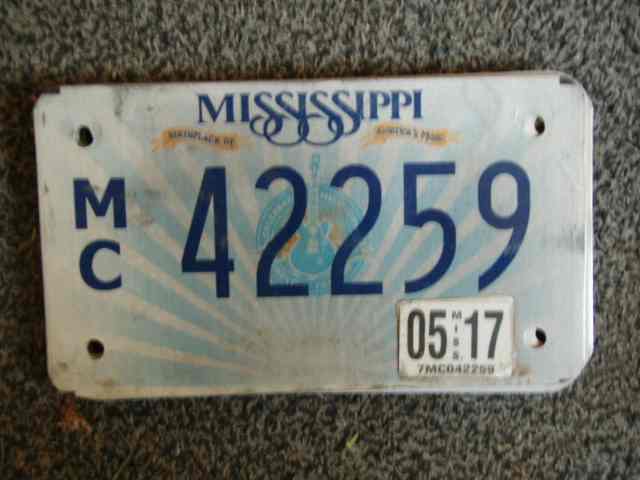 MISSISSIPPI
BIRTHPLACE OF AMERICA'S MUSIC
MC 42259
05 MISS. 17
7MC042259